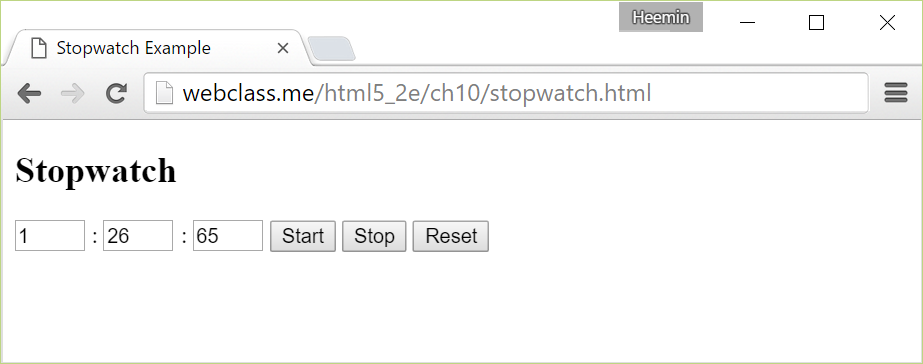 Heemin
Stopwatch Example
webclass.me/html5_2e/ch10/stopwatch.html
Stopwatch
1 : 26 : 65 Start Stop Reset